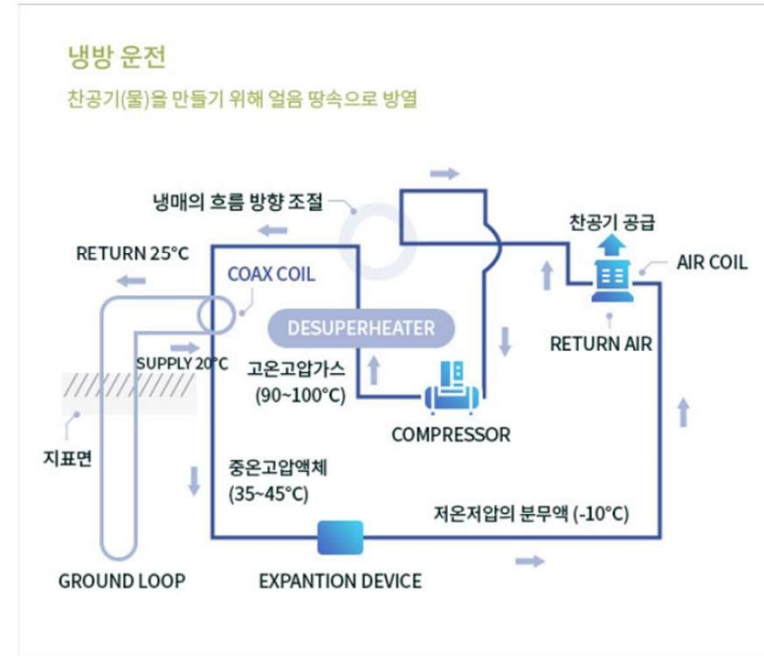 냉방 운전
찬공기(물)을 만들기 위해 얼음 땅속으로 방열
냉매의 흐름 방향 조절
찬공기 공급
RETURN 25°C
AIR COIL
COAX COIL
DESUPERHEATER
RETURN AIR
SUPPLY 20°C
고온고압가스
(90~100°C)
COMPRESSOR
지표면
중온고압액체
(35~45°C)
저온저압의 분무액 (-10°C)
GROUND LOOP
EXPANTION DEVICE